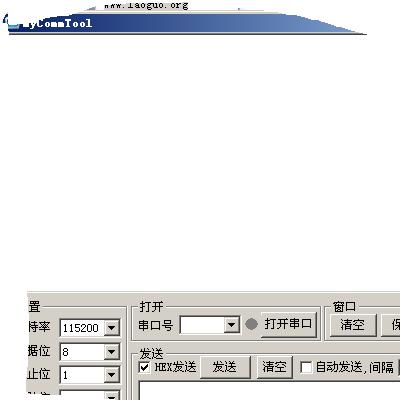 www.laoguo.org
MyCommTool
置 打开 窗口
特率 115200 串口号 打开串口 清空
据位 8 发送
止位 1 HEX发送 发送 清空 自动发送,间隔